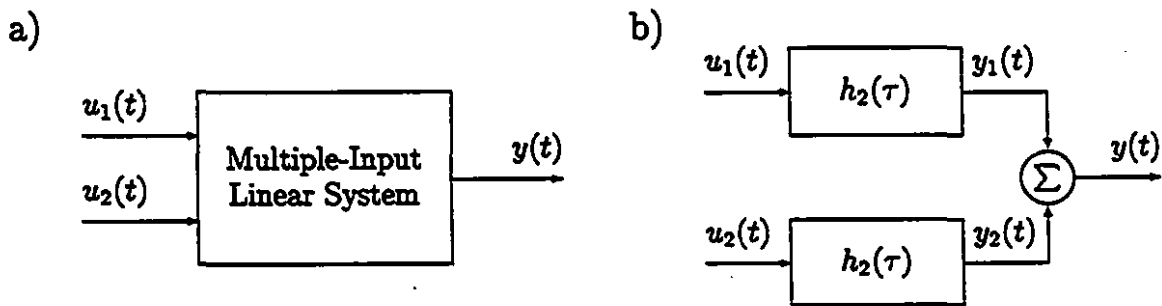 a)
u₁(t)
u₂(t)
Multiple-Input
Linear System
y(t)
b)
u₁(t)
h₂(τ)
y₁(t)
Σ
y(t)
u₂(t)
h₂(τ)
y₂(t)